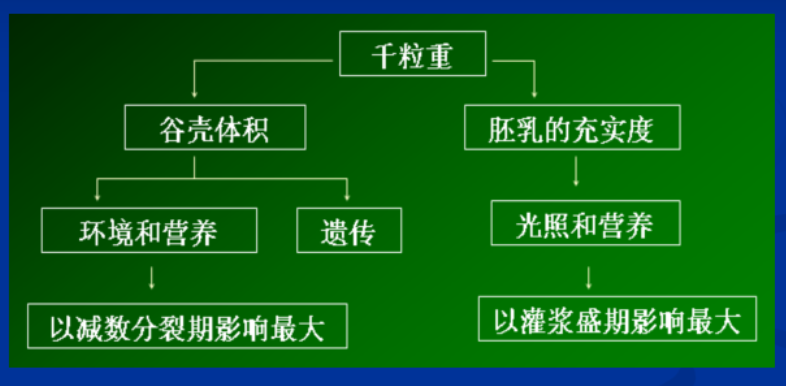 千粒重
谷壳体积
胚乳的充实度
环境和营养
遗传
光照和营养
以减数分裂期影响最大
以灌浆盛期影响最大